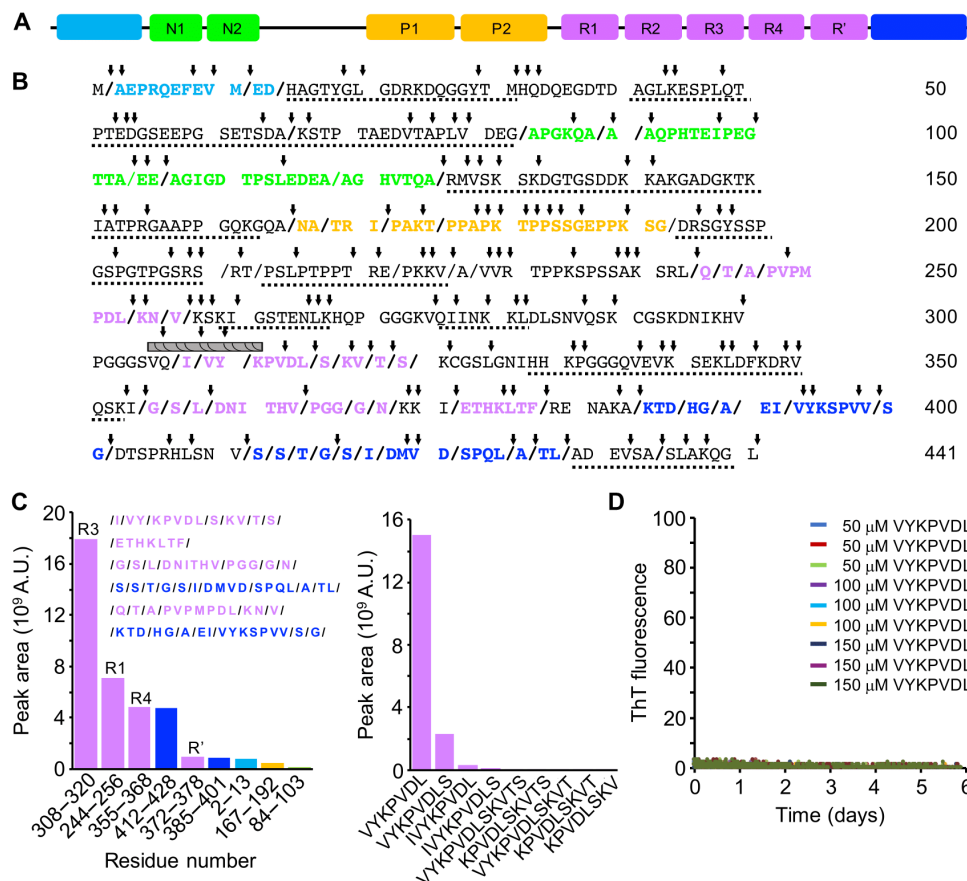 A
N1 N2 P1 P2 R1 R2 R3 R4 R'
B
M/AEPRQEFEV M/ED/HAGTYGL GDRKDQGGYT MHQDQEGDTD AGLKESPLQT 50
PTEDGSEEPG SETSDA/KSTP TAEDVTAPLV DEG/APGKQA/A /AQPHTEIPEG 100
TTA/EE/AGIGD TPSLEDEA/AG HVTQA/RMVSK SKDGTGSDDK KAKGADGKTK 150
IATPRGAAPP GQKGQA/NA/TR I/PAKT/PPAPK TPPSSGEPPK SG/DRSGYSSP 200
GSPGTPGSRS /RT/PSLPTPPT RE/PKKV/A/VVR TPPKSPSSAK SRL/Q/T/A/PVPM 250
PDL/KN/V/KSKI GSTENLKHQP GGGKVQIINK KLDLSNVQSK CGSKDNIKHV 300
PGGGSVQ/I/VY KPVDL/S/KV/T/S/ KCGSLGNIHH KPGGGQVEVK SEKLDFKDRV 350
QSKI/G/S/L/DNI THV/PGG/G/N/KK I/ETHKLTF/RE NAKA/KTD/HG/A/ EI/VYKSPVV/S 400
G/DTSPRHLSN V/S/S/T/G/S/I/DMV D/SPQL/A/TL/AD EVSA/SLAKQG L 441
C
20
16
12
8
4
0
Peak area (10⁹ A.U.)
R3
R1
R4
R'
/I/VY/KPVDL/S/KV/T/S/
/ETHKLTF/
/G/S/L/DNITHV/PGG/G/N/
/S/S/T/G/S/I/DMVD/SPQL/A/TL/
/Q/T/A/PVPMPDL/KN/V/
/KTD/HG/A/EI/VYKSPVV/S/G/
308–320
244–256
355–368
412–428
372–378
385–401
2–13
167–192
84–103
Residue number
16
12
8
4
0
Peak area (10⁹ A.U.)
VYKPVDL
VYKPVDLS
IVYKPVDL
IVYKPVDLS
VYKPVDLSKVTS
KPVDLSKVTS
VYKPVDLSKVT
KPVDLSKVT
KPVDLSKV
D
100
80
60
40
20
0
ThT fluorescence
50 μM VYKPVDL
50 μM VYKPVDL
50 μM VYKPVDL
100 μM VYKPVDL
100 μM VYKPVDL
100 μM VYKPVDL
150 μM VYKPVDL
150 μM VYKPVDL
150 μM VYKPVDL
0 1 2 3 4 5 6
Time (days)